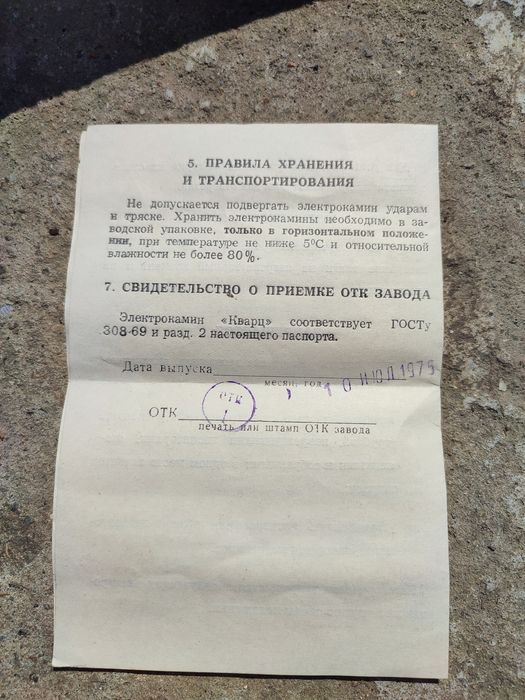 5. ПРАВИЛА ХРАНЕНИЯ
И ТРАНСПОРТИРОВАНИЯ
Не допускается подвергать электрокамин ударам
и тряске. Хранить электрокамины необходимо в за-
водской упаковке, только в горизонтальном положе-
нии, при температуре не ниже 5°С и относительной
влажности не более 80%.
7. СВИДЕТЕЛЬСТВО О ПРИЕМКЕ ОТК ЗАВОДА
Электрокамин «Кварц» соответствует ГОСТу
308-69 и разд. 2 настоящего паспорта.
Дата выпуска
10 ИЮЛ 1975
месяц, год
ОТК
ОТК
печать или штамп ОТК завода